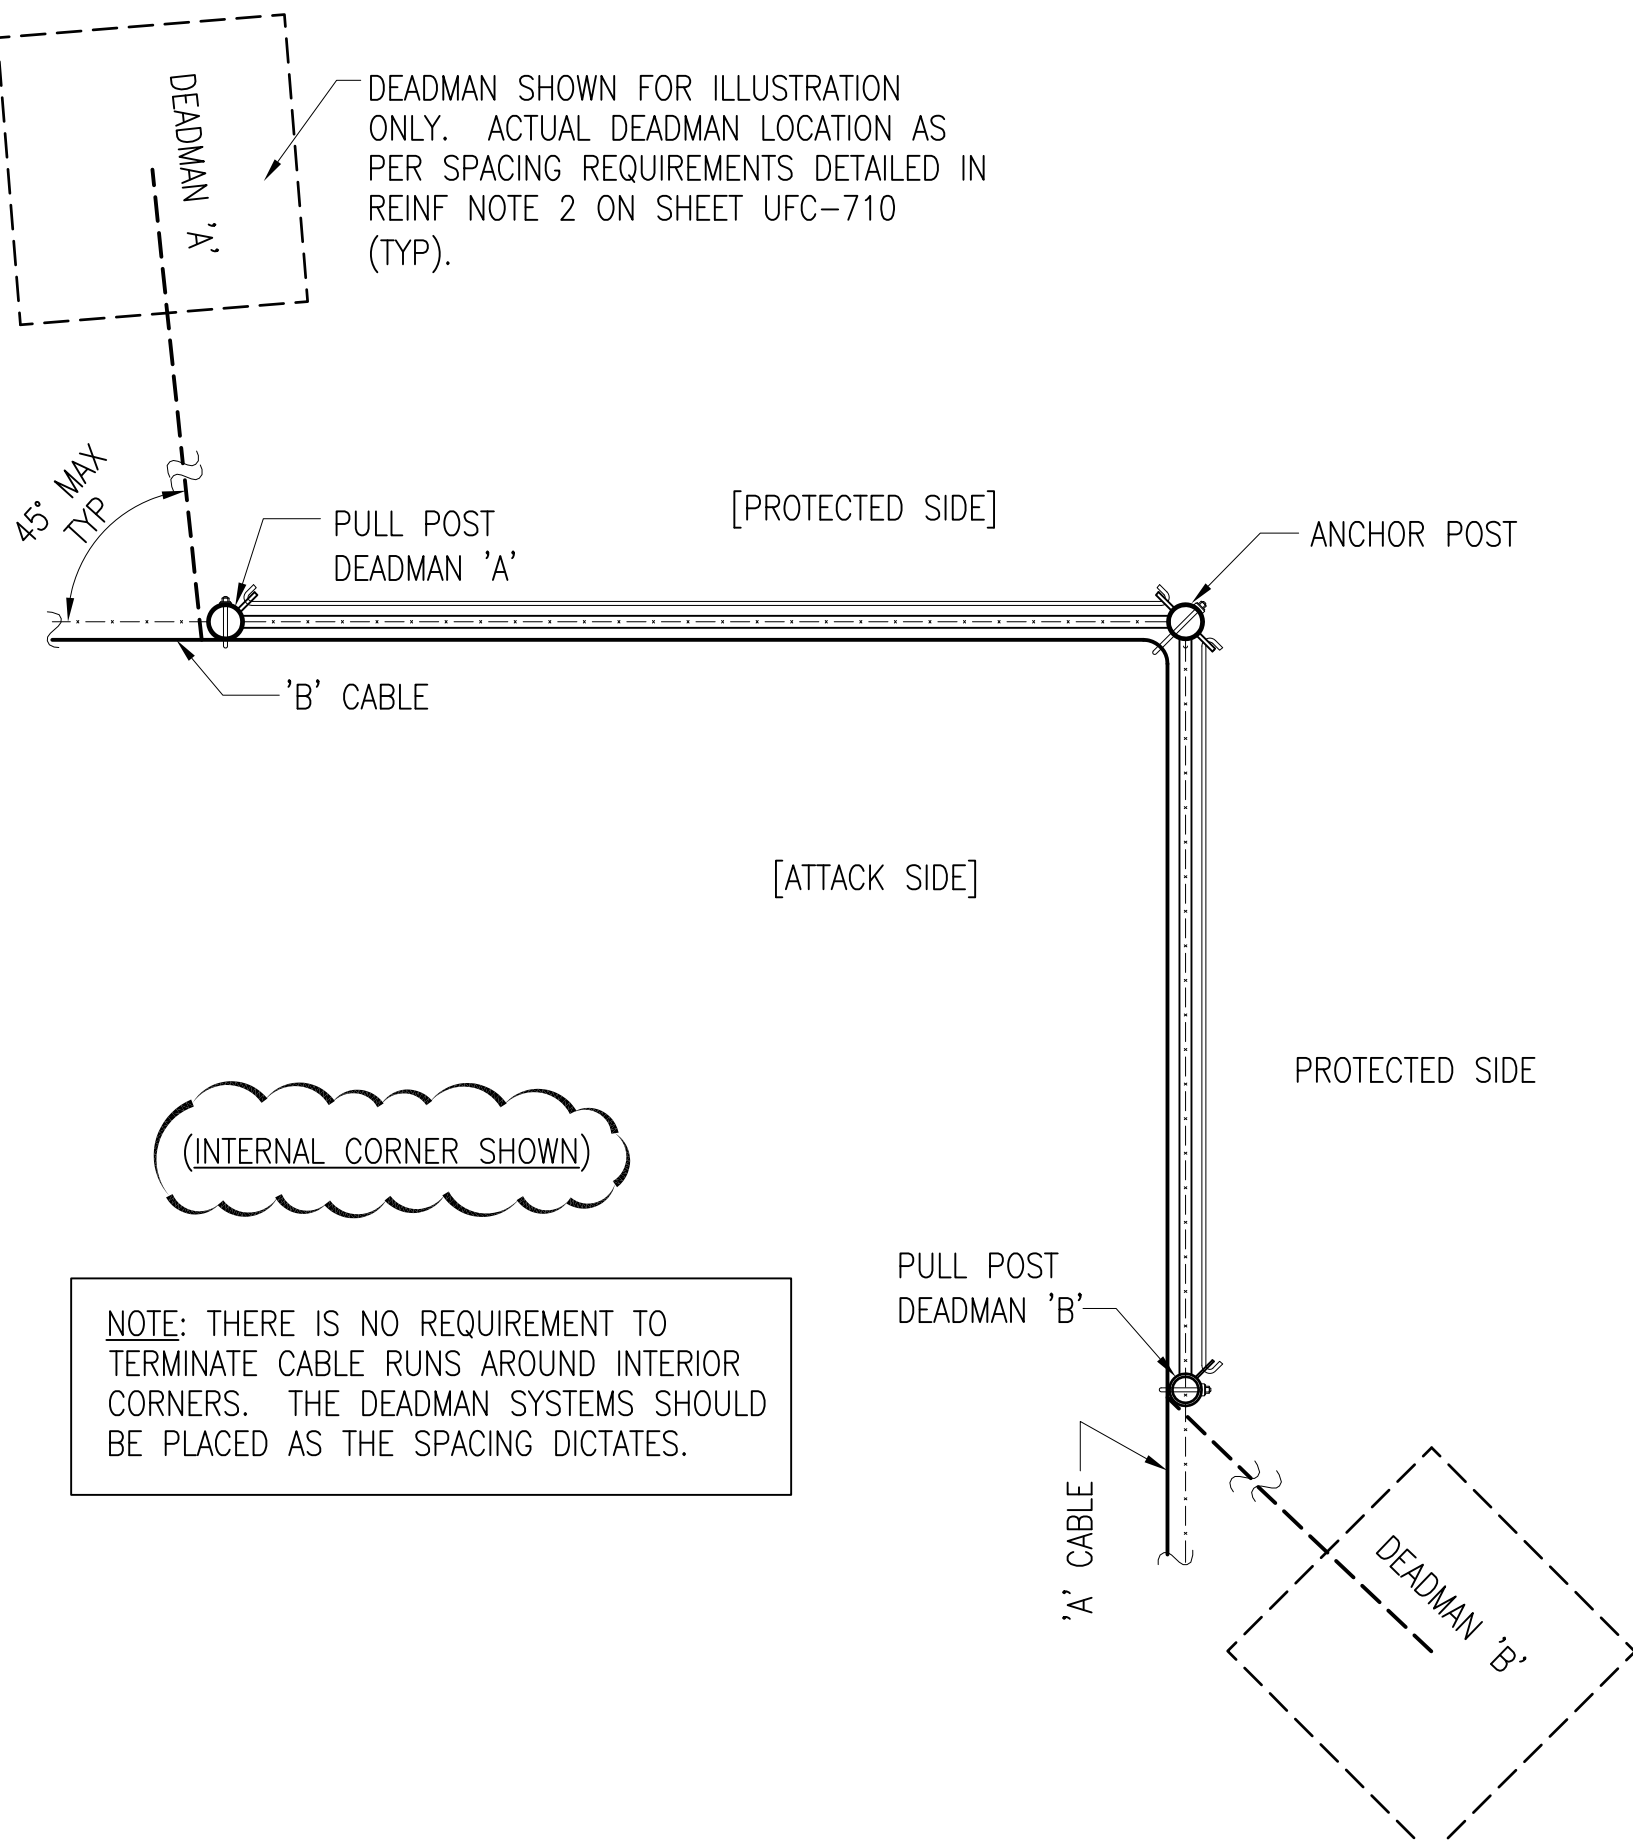 DEADMAN 'A'
DEADMAN SHOWN FOR ILLUSTRATION
ONLY. ACTUAL DEADMAN LOCATION AS
PER SPACING REQUIREMENTS DETAILED IN
REINF NOTE 2 ON SHEET UFC-710
(TYP).
45° MAX
TYP
PULL POST
DEADMAN 'A'
[PROTECTED SIDE]
ANCHOR POST
'B' CABLE
[ATTACK SIDE]
PROTECTED SIDE
(INTERNAL CORNER SHOWN)
PULL POST
DEADMAN 'B'
NOTE: THERE IS NO REQUIREMENT TO
TERMINATE CABLE RUNS AROUND INTERIOR
CORNERS. THE DEADMAN SYSTEMS SHOULD
BE PLACED AS THE SPACING DICTATES.
'A' CABLE
DEADMAN 'B'